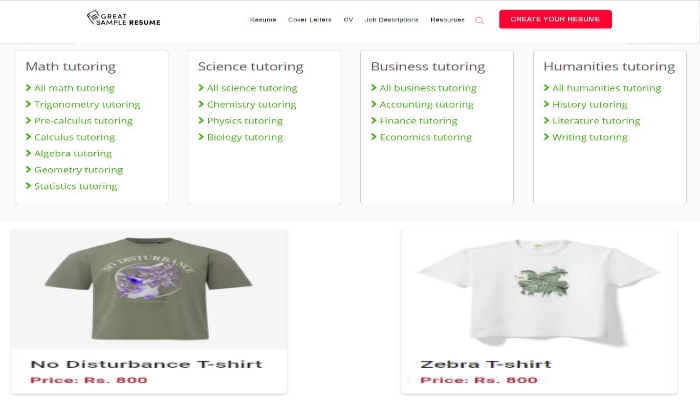 GREAT
SAMPLE RESUME
Resume Cover Letters CV Job Descriptions Resources CREATE YOUR RESUME
Math tutoring
All math tutoring
Trigonometry tutoring
Pre-calculus tutoring
Calculus tutoring
Algebra tutoring
Geometry tutoring
Statistics tutoring
Science tutoring
All science tutoring
Chemistry tutoring
Physics tutoring
Biology tutoring
Business tutoring
All business tutoring
Accounting tutoring
Finance tutoring
Economics tutoring
Humanities tutoring
All humanities tutoring
History tutoring
Literature tutoring
Writing tutoring
NO DISTURBANCE
No Disturbance T-shirt
Price: Rs. 800
Zebra T-shirt
Price: Rs. 800